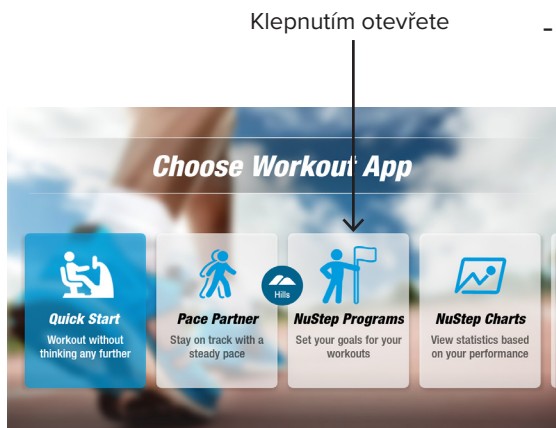 Klepnutím otevřete
-
Choose Workout App
Hills
Quick Start
Workout without
thinking any further
Pace Partner
Stay on track with a
steady pace
NuStep Programs
Set your goals for your
workouts
NuStep Charts
View statistics based
on your performance